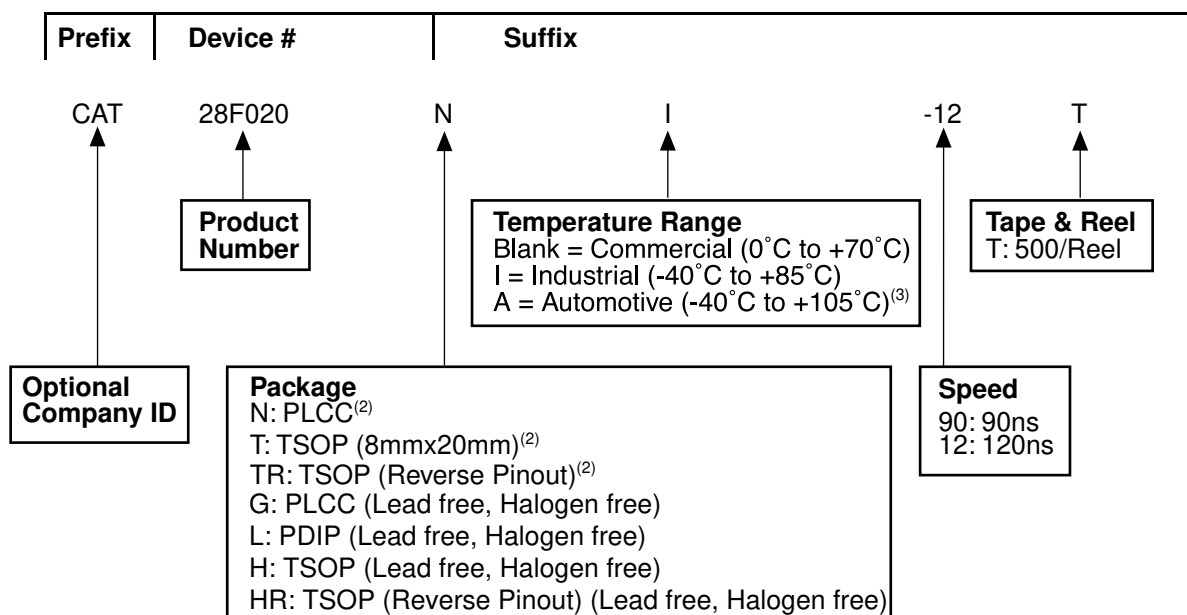 Prefix Device # Suffix
CAT 28F020 N I -12 T
Product
Number
Temperature Range
Blank = Commercial (0˚C to +70˚C)
I = Industrial (-40˚C to +85˚C)
A = Automotive (-40˚C to +105˚C)(3)
Tape & Reel
T: 500/Reel
Optional
Company ID
Package
N: PLCC(2)
T: TSOP (8mmx20mm)(2)
TR: TSOP (Reverse Pinout)(2)
G: PLCC (Lead free, Halogen free)
L: PDIP (Lead free, Halogen free)
H: TSOP (Lead free, Halogen free)
HR: TSOP (Reverse Pinout) (Lead free, Halogen free)
Speed
90: 90ns
12: 120ns